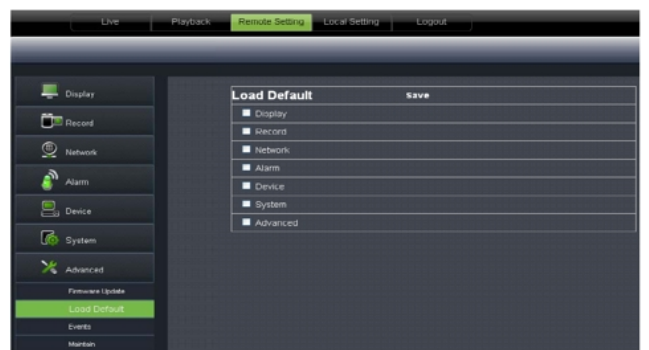 Live Playback Remote Setting Local Setting Logout
Display
Record
Network
Alarm
Device
System
Advanced
Firmware Update
Load Default
Events
Maintain
Load Default Save
Display
Record
Network
Alarm
Device
System
Advanced